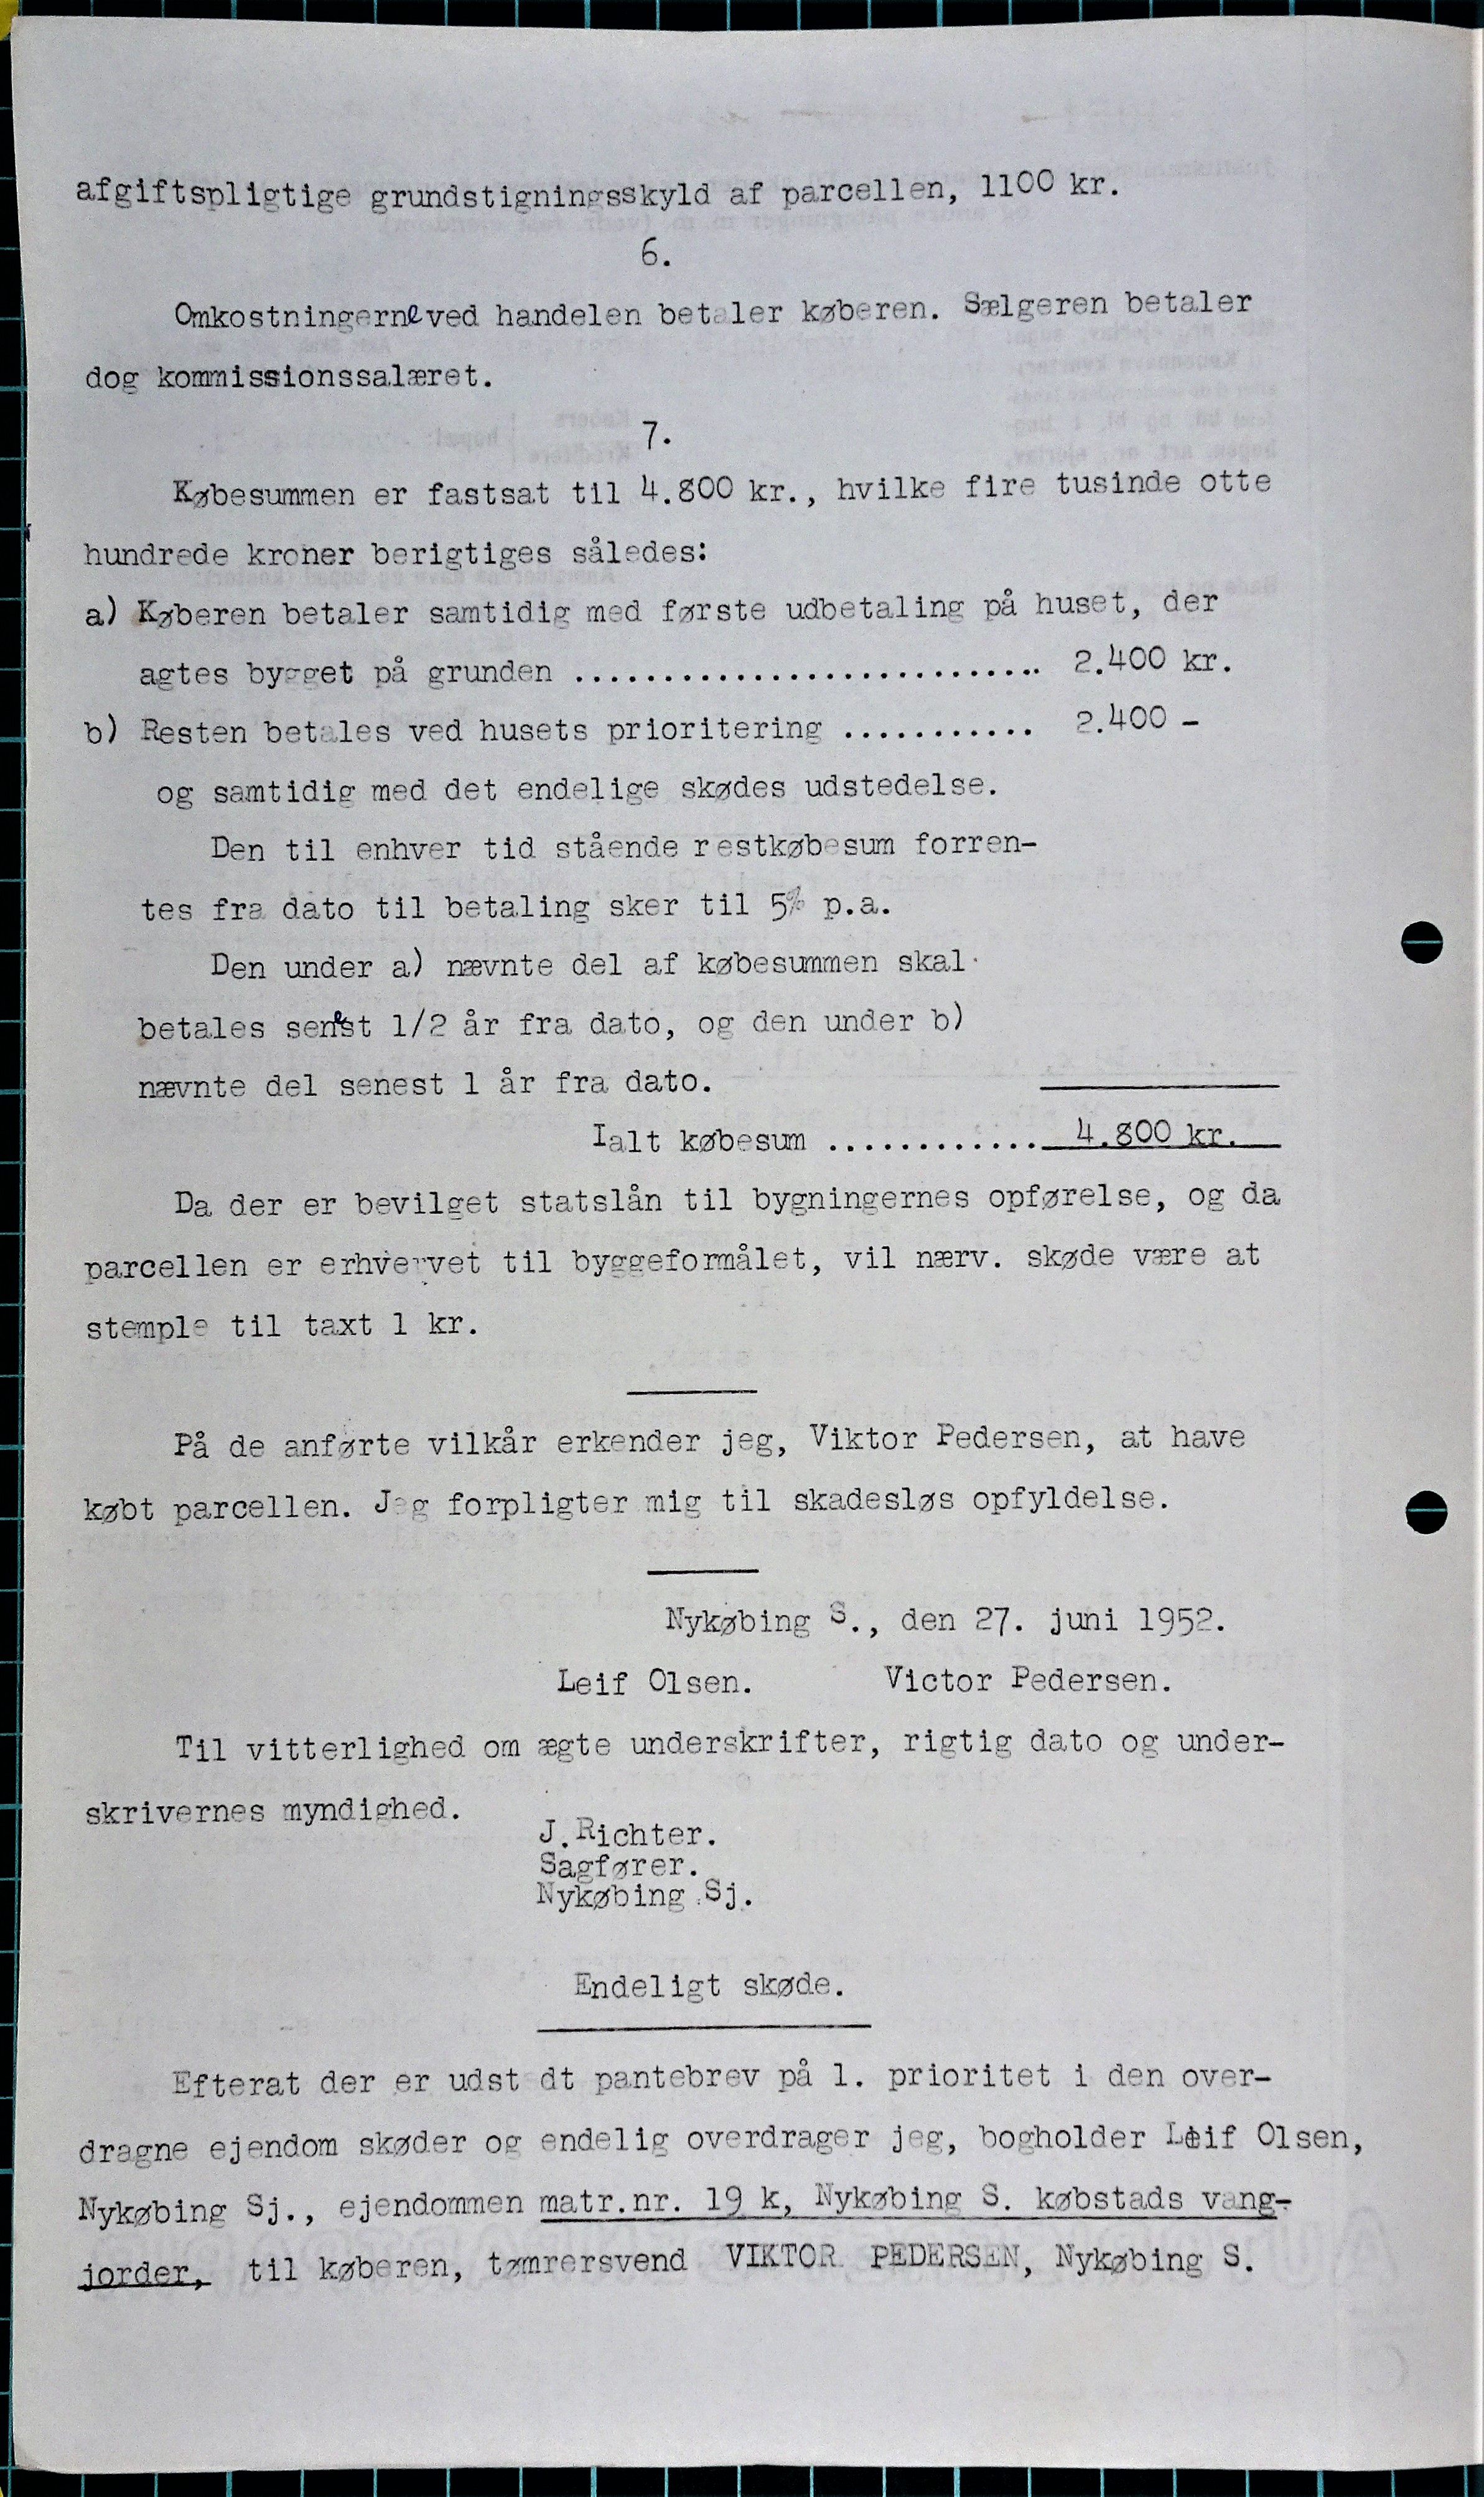 afgiftspligtige grundstigningsskyld af parcellen, 1100 kr.
6.
Omkostningerne ved handelen betaler køberen. Sælgeren betaler
dog kommissionssalæret.
7.
Købesummen er fastsat til 4.800 kr., hvilke fire tusinde otte
hundrede kroner berigtiges således:
a) Køberen betaler samtidig med første udbetaling på huset, der
agtes bygget på grunden ........................... 2.400 kr.
b) Resten betales ved husets prioritering ........... 2.400 -
og samtidig med det endelige skødes udstedelse.
Den til enhver tid stående restkøbesum forren-
tes fra dato til betaling sker til 5% p.a.
Den under a) nævnte del af købesummen skal
betales senest 1/2 år fra dato, og den under b)
nævnte del senest 1 år fra dato.
Ialt købesum ............. 4.800 kr.
Da der er bevilget statslån til bygningernes opførelse, og da
parcellen er erhvervet til byggeformålet, vil nærv. skøde være at
stemple til taxt 1 kr.
På de anførte vilkår erkender jeg, Viktor Pedersen, at have
købt parcellen. Jeg forpligter mig til skadesløs opfyldelse.
Nykøbing S., den 27. juni 1952.
Leif Olsen. Victor Pedersen.
Til vitterlighed om ægte underskrifter, rigtig dato og under-
skrivernes myndighed.
J. Richter.
Sagfører.
Nykøbing Sj.
Endeligt skøde.
Efterat der er udst dt pantebrev på 1. prioritet i den over-
dragne ejendom skøder og endelig overdrager jeg, bogholder Leif Olsen,
Nykøbing Sj., ejendommen matr.nr. 19 k, Nykøbing S. købstads vang-
jorder, til køberen, tømrersvend VIKTOR PEDERSEN, Nykøbing S.